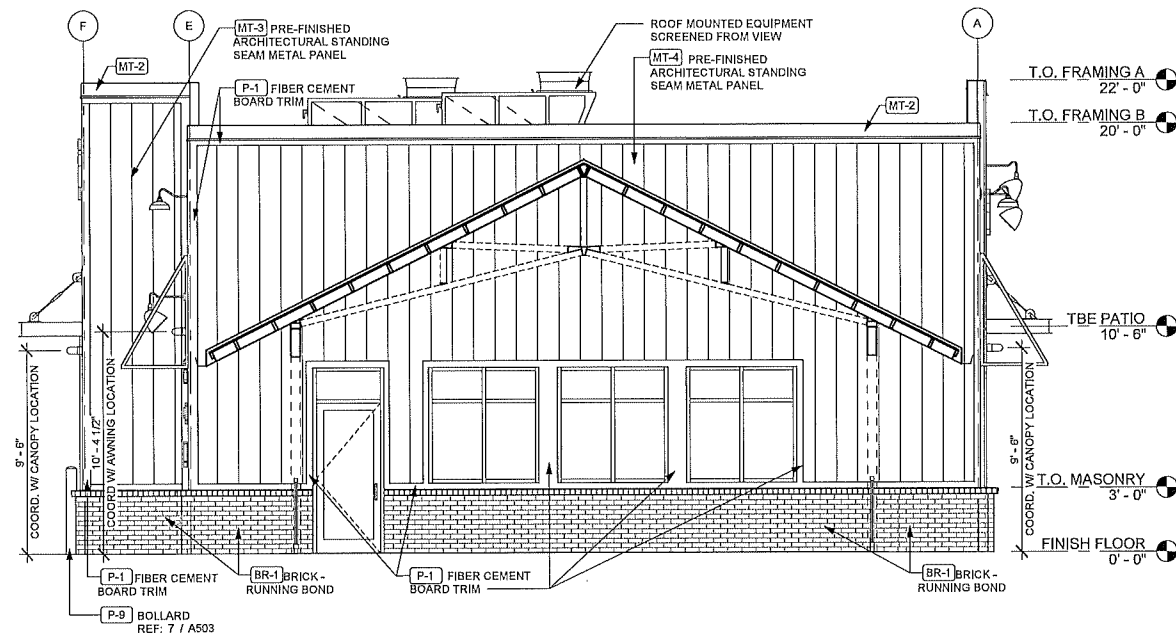 F
E
A
MT-3 PRE-FINISHED
ARCHITECTURAL STANDING
SEAM METAL PANEL
ROOF MOUNTED EQUIPMENT
SCREENED FROM VIEW
MT-2
MT-4 PRE-FINISHED
ARCHITECTURAL STANDING
SEAM METAL PANEL
P-1 FIBER CEMENT
BOARD TRIM
MT-2
T.O. FRAMING A
22' - 0"
T.O. FRAMING B
20' - 0"
TBE PATIO
10' - 6"
9' - 6"
COORD. W/ CANOPY LOCATION
10' - 4 1/2"
COORD W/ AWNING LOCATION
9' - 6"
COORD. W/ CANOPY LOCATION
T.O. MASONRY
3' - 0"
FINISH FLOOR
0' - 0"
P-1 FIBER CEMENT
BOARD TRIM
BR-1 BRICK -
RUNNING BOND
P-1 FIBER CEMENT
BOARD TRIM
BR-1 BRICK -
RUNNING BOND
P-9 BOLLARD
REF: 7 / A503